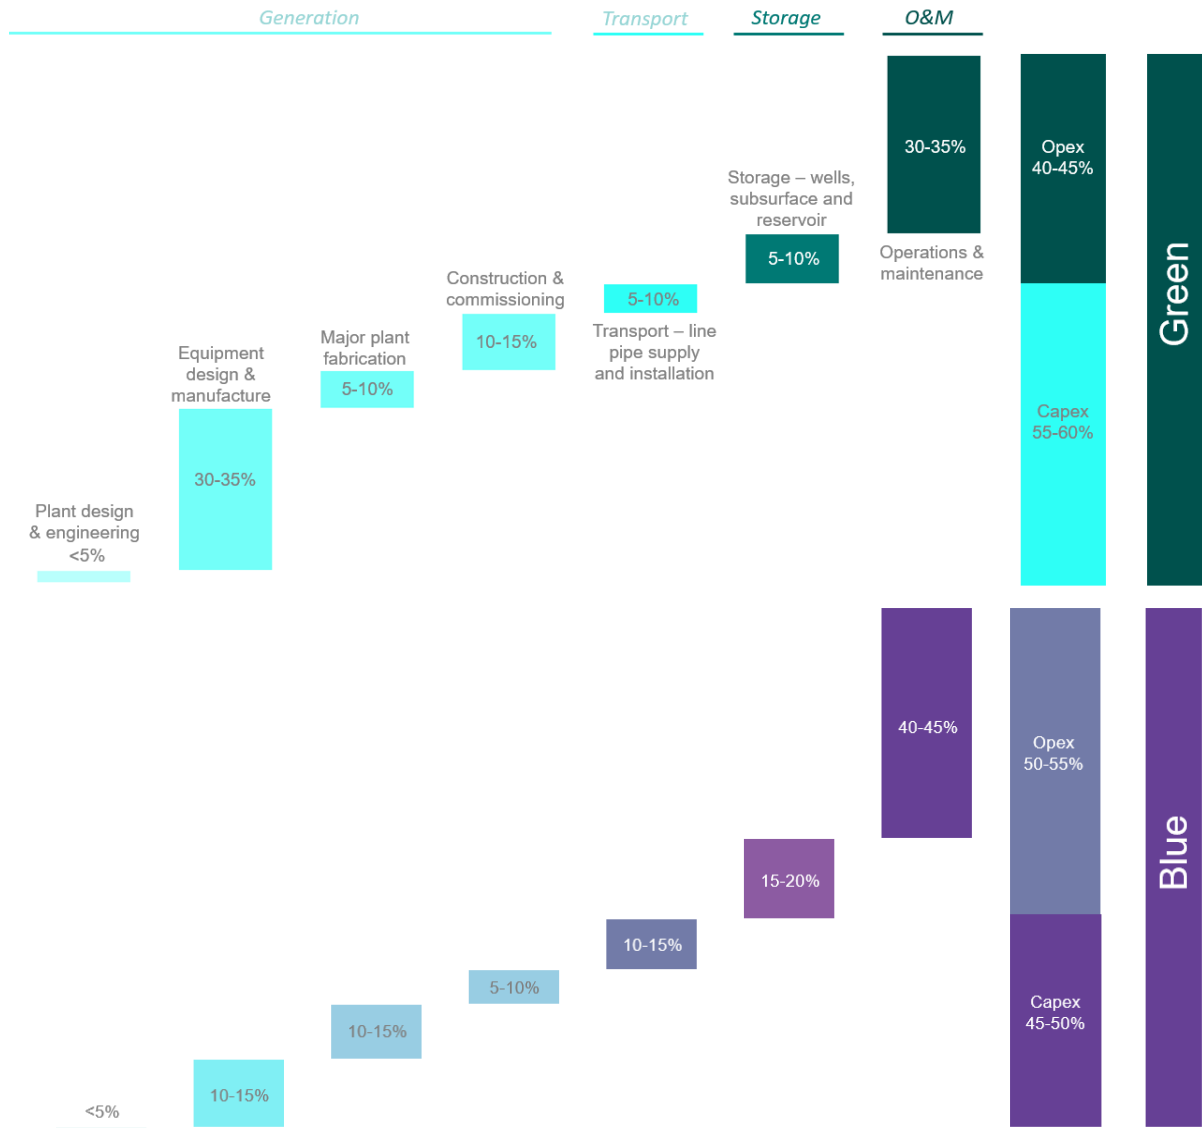 Generation
Transport
Storage
O&M
Plant design
& engineering
<5%
Equipment
design &
manufacture
30-35%
Major plant
fabrication
5-10%
Construction &
commissioning
10-15%
5-10%
Transport – line
pipe supply
and installation
Storage – wells,
subsurface and
reservoir
5-10%
30-35%
Operations &
maintenance
Opex
40-45%
Capex
55-60%
Green
<5%
10-15%
10-15%
5-10%
10-15%
15-20%
40-45%
Opex
50-55%
Capex
45-50%
Blue